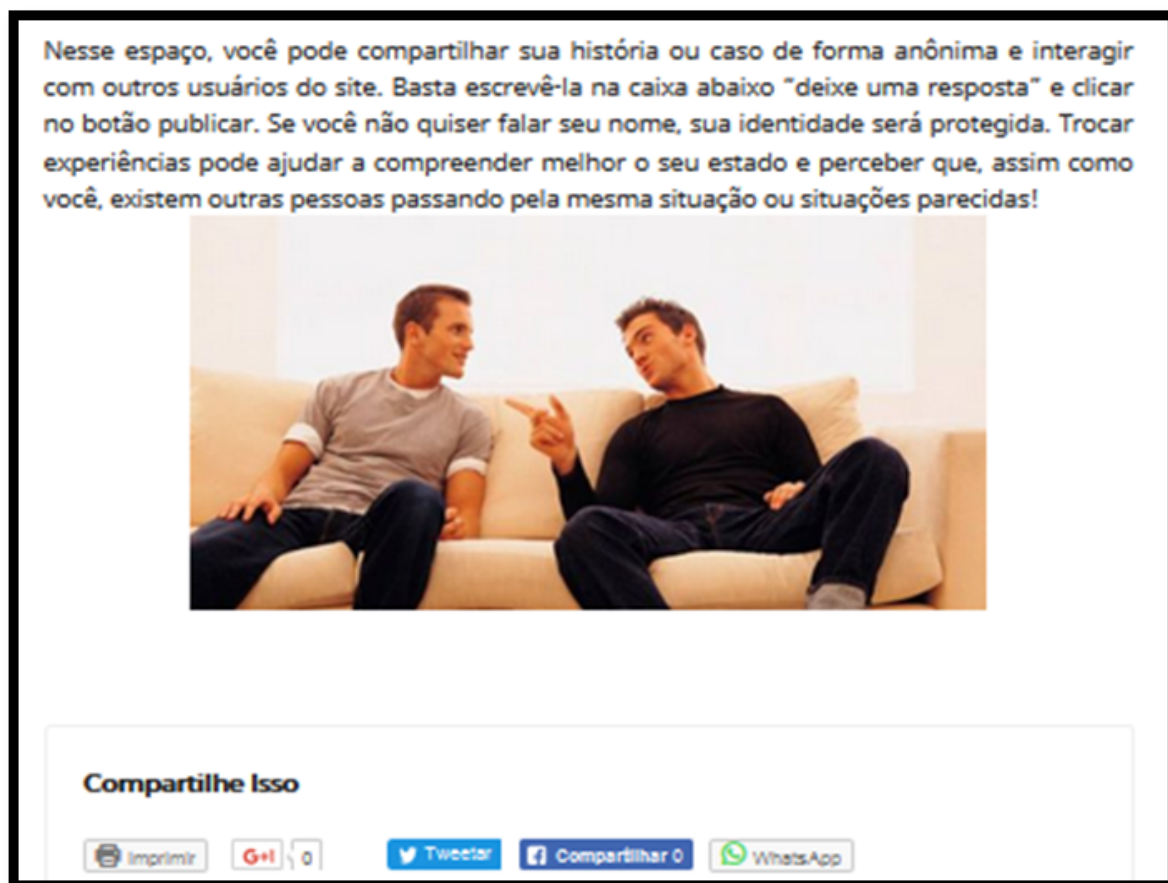 Nesse espaço, você pode compartilhar sua história ou caso de forma anônima e interagir
com outros usuários do site. Basta escrevê-la na caixa abaixo “deixe uma resposta” e clicar
no botão publicar. Se você não quiser falar seu nome, sua identidade será protegida. Trocar
experiências pode ajudar a compreender melhor o seu estado e perceber que, assim como
você, existem outras pessoas passando pela mesma situação ou situações parecidas!
Compartilhe Isso
Imprimir G+1 0 Tweetar Compartilhar 0 WhatsApp